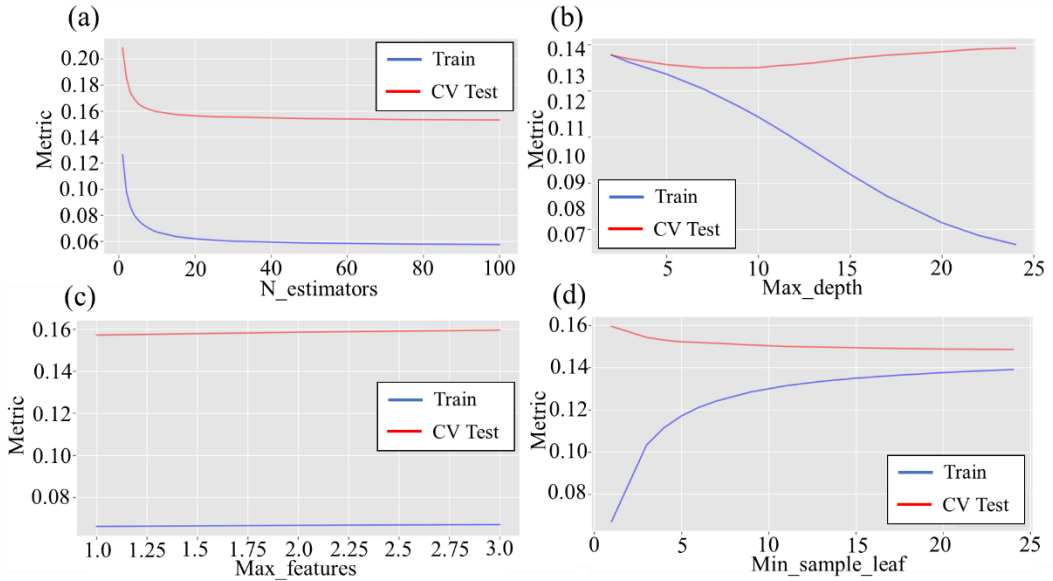 (a)
0.20
0.18
0.16
0.14
0.12
0.10
0.08
0.06
Metric
Train
CV Test
0
20
40
60
80
100
N_estimators
(b)
0.14
0.13
0.12
0.11
0.10
0.09
0.08
0.07
Metric
Train
CV Test
5
10
15
20
25
Max_depth
(c)
0.16
0.14
0.12
0.10
0.08
Metric
Train
CV Test
1.0
1.25
1.50
1.75
2.0
2.25
2.5
2.75
3.0
Max_features
(d)
0.16
0.14
0.12
0.10
0.08
Metric
Train
CV Test
0
5
10
15
20
25
Min_sample_leaf